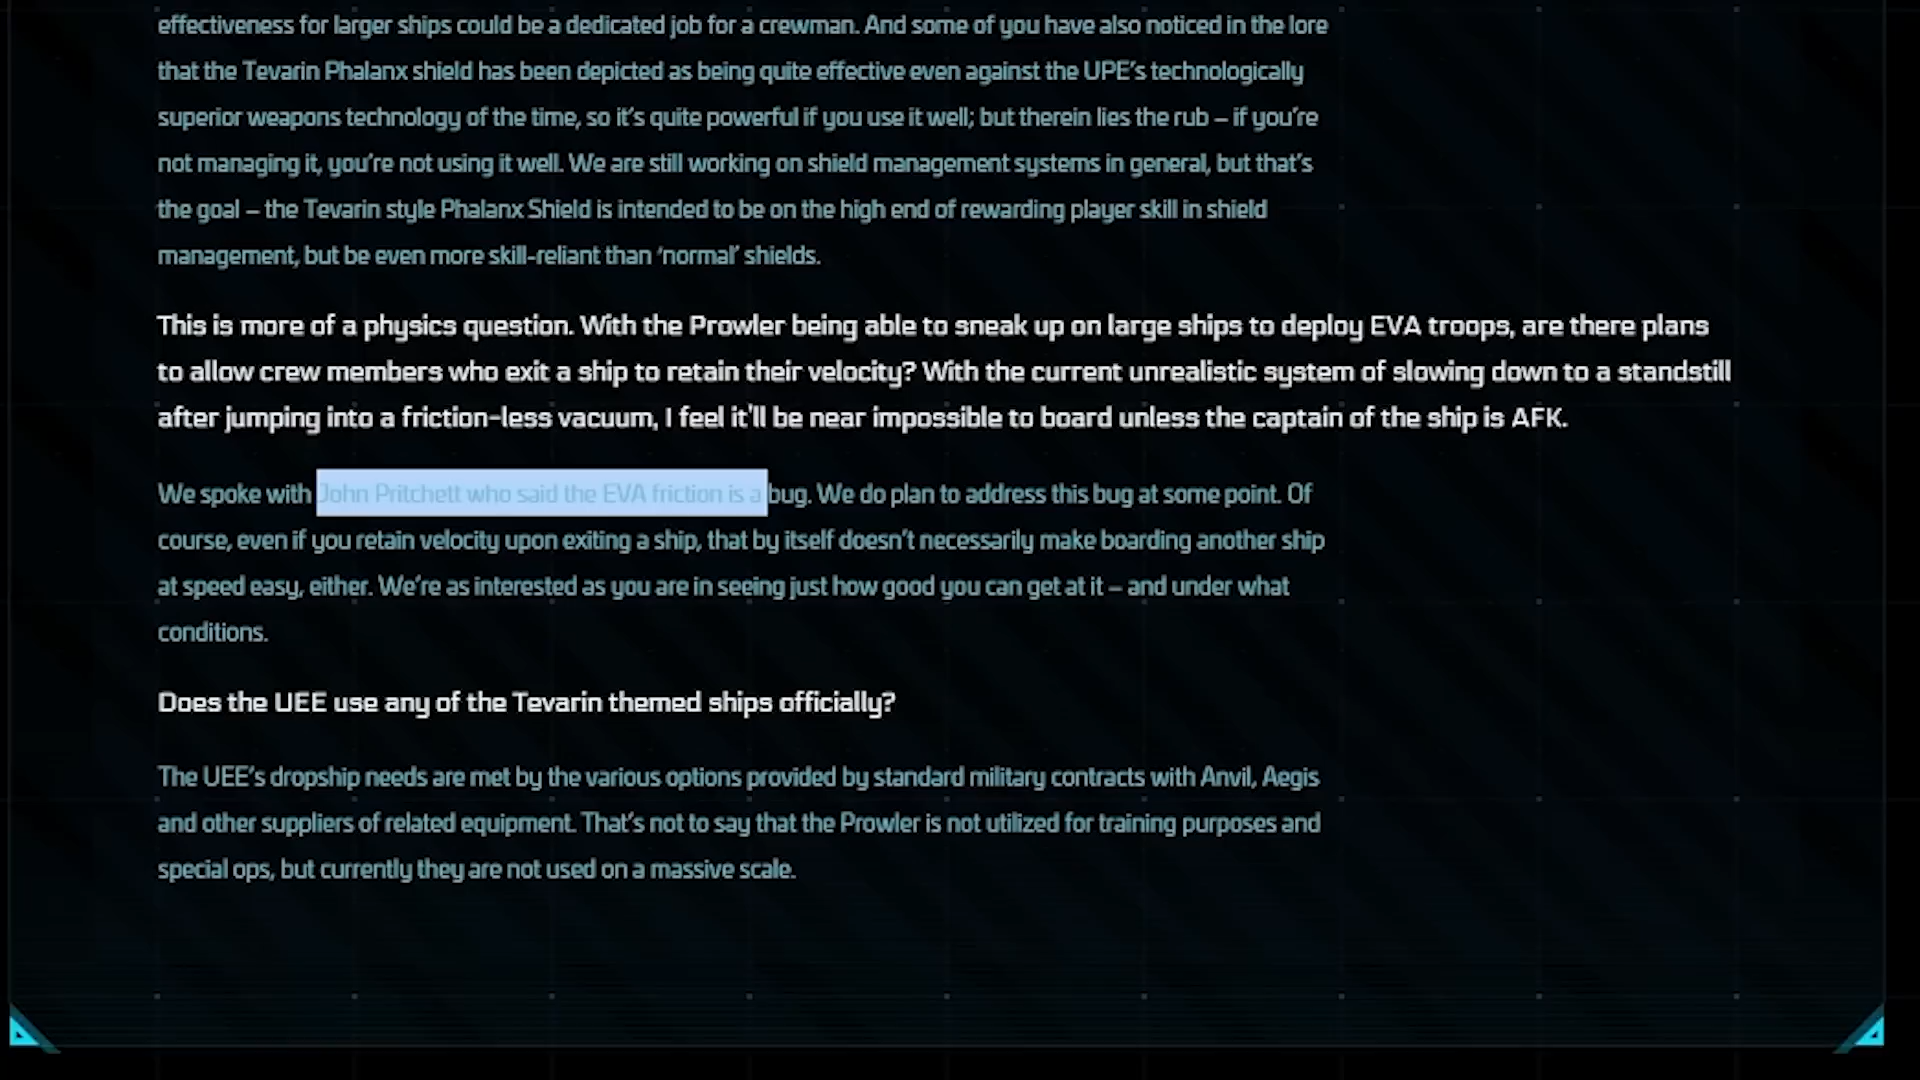 effectiveness for larger ships could be a dedicated job for a crewman. And some of you have also noticed in the lore
that the Tevarin Phalanx shield has been depicted as being quite effective even against the UPE's technologically
superior weapons technology of the time, so it's quite powerful if you use it well; but therein lies the rub – if you're
not managing it, you're not using it well. We are still working on shield management systems in general, but that's
the goal – the Tevarin style Phalanx Shield is intended to be on the high end of rewarding player skill in shield
management, but be even more skill-reliant than 'normal' shields.
This is more of a physics question. With the Prowler being able to sneak up on large ships to deploy EVA troops, are there plans
to allow crew members who exit a ship to retain their velocity? With the current unrealistic system of slowing down to a standstill
after jumping into a friction-less vacuum, I feel it'll be near impossible to board unless the captain of the ship is AFK.
We spoke with John Pritchett who said the EVA friction is a bug. We do plan to address this bug at some point. Of
course, even if you retain velocity upon exiting a ship, that by itself doesn't necessarily make boarding another ship
at speed easy, either. We're as interested as you are in seeing just how good you can get at it – and under what
conditions.
Does the UEE use any of the Tevarin themed ships officially?
The UEE's dropship needs are met by the various options provided by standard military contracts with Anvil, Aegis
and other suppliers of related equipment. That's not to say that the Prowler is not utilized for training purposes and
special ops, but currently they are not used on a massive scale.